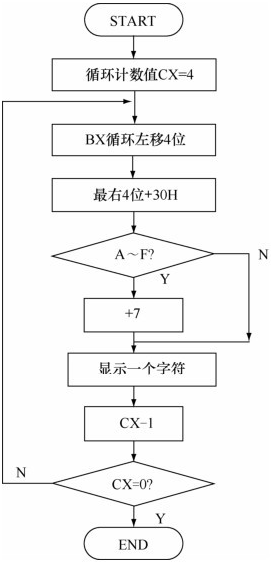 START
循环计数值CX=4
BX循环左移4位
最右4位+30H
A～F?
N
Y
+7
显示一个字符
CX-1
N
CX=0?
Y
END